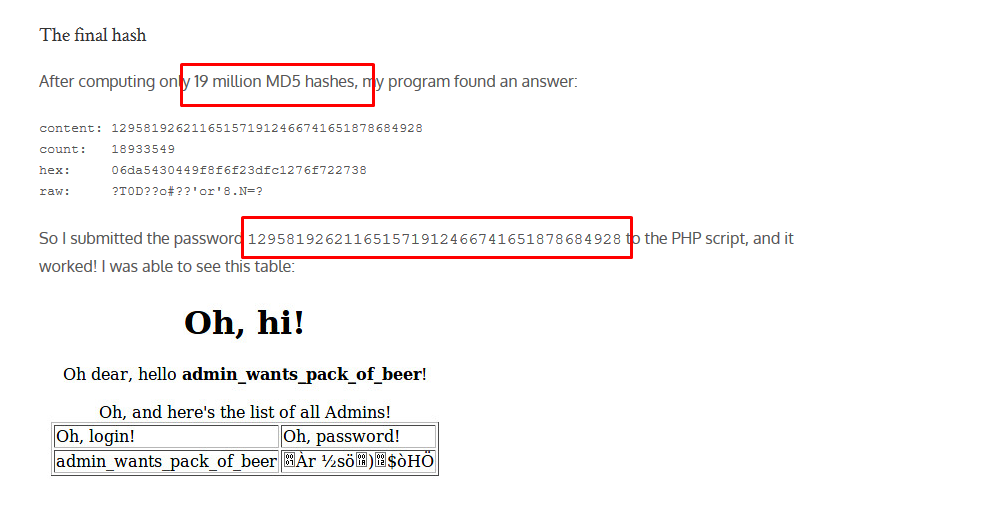 The final hash
After computing only 19 million MD5 hashes, my program found an answer:
content: 129581926211651571912466741651878684928
count: 18933549
hex: 06da5430449f8f6f23dfc1276f722738
raw: ?T0D??o#??'or'8.N=?
So I submitted the password 129581926211651571912466741651878684928 to the PHP script, and it
worked! I was able to see this table:
Oh, hi!
Oh dear, hello admin_wants_pack_of_beer!
Oh, and here's the list of all Admins!
Oh, login! Oh, password!
admin_wants_pack_of_beer Àr ½sö)$òHÖ